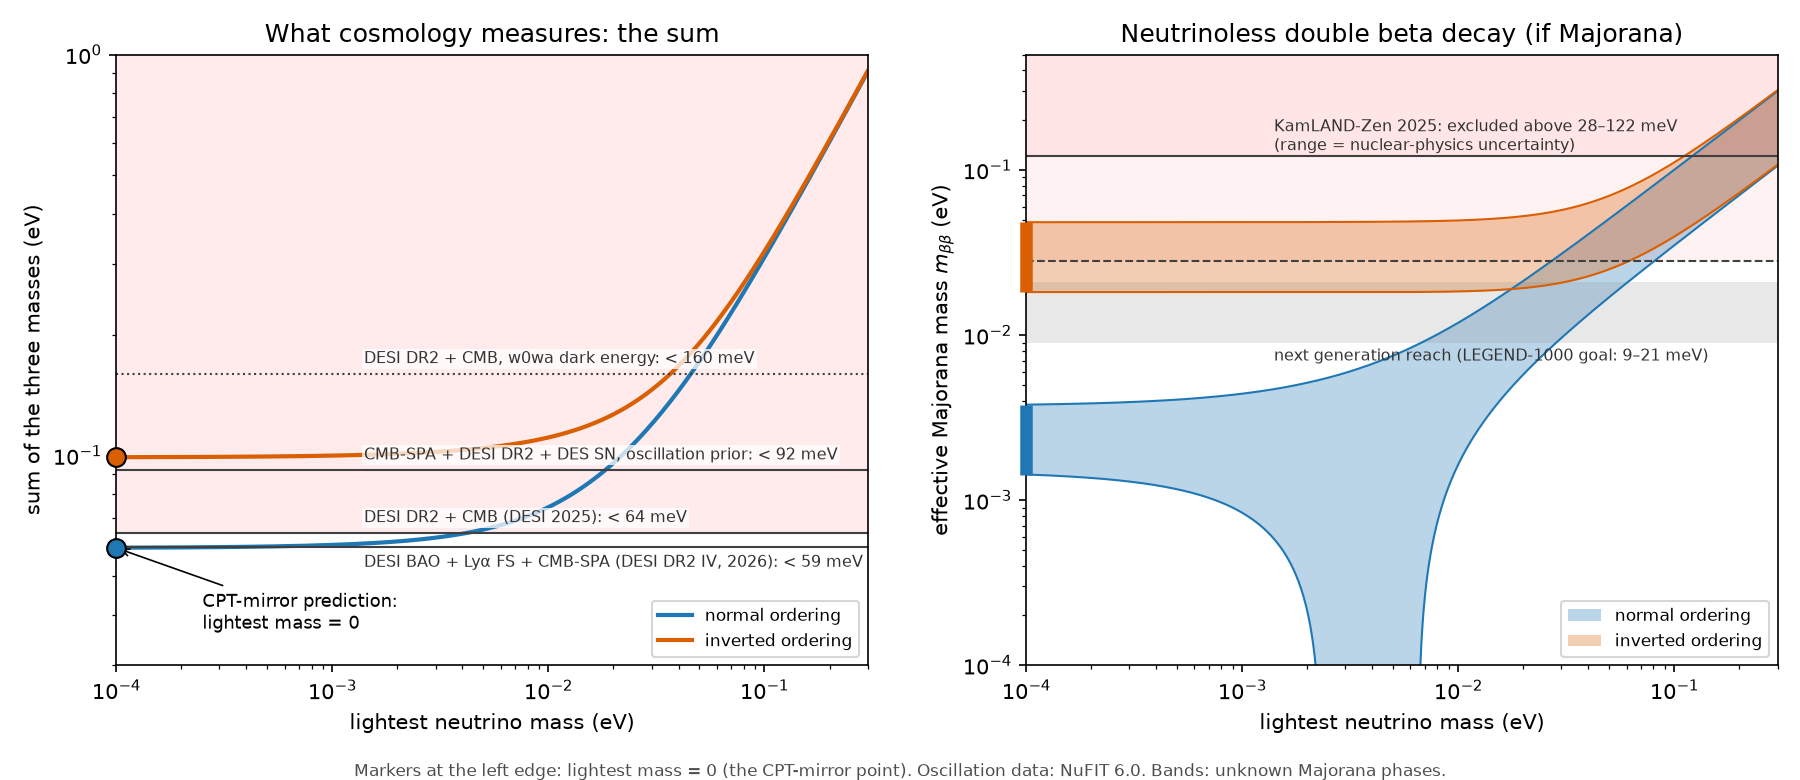 What cosmology measures: the sum
sum of the three masses (eV)
10⁰
10⁻¹
DESI DR2 + CMB, w0wa dark energy: < 160 meV
CMB-SPA + DESI DR2 + DES SN, oscillation prior: < 92 meV
DESI DR2 + CMB (DESI 2025): < 64 meV
DESI BAO + Lyα FS + CMB-SPA (DESI DR2 IV, 2026): < 59 meV
CPT-mirror prediction:
lightest mass = 0
normal ordering
inverted ordering
10⁻⁴ 10⁻³ 10⁻² 10⁻¹
lightest neutrino mass (eV)
Neutrinoless double beta decay (if Majorana)
effective Majorana mass mββ (eV)
KamLAND-Zen 2025: excluded above 28–122 meV
(range = nuclear-physics uncertainty)
10⁻¹
10⁻²
next generation reach (LEGEND-1000 goal: 9–21 meV)
10⁻³
normal ordering
inverted ordering
10⁻⁴
10⁻⁴ 10⁻³ 10⁻² 10⁻¹
lightest neutrino mass (eV)
Markers at the left edge: lightest mass = 0 (the CPT-mirror point). Oscillation data: NuFIT 6.0. Bands: unknown Majorana phases.